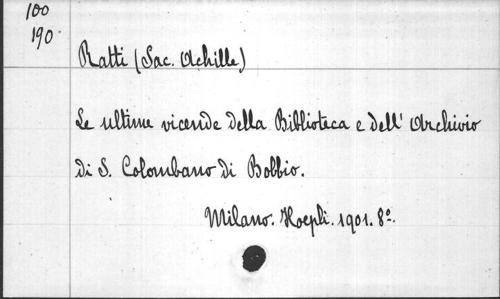 100
190.
Ratti (Sac. Achille)
Le ultime vicende della Biblioteca e dell' Archivio
di S. Colombano di Bobbio.
Milano. Hoepli. 1901. 8º.